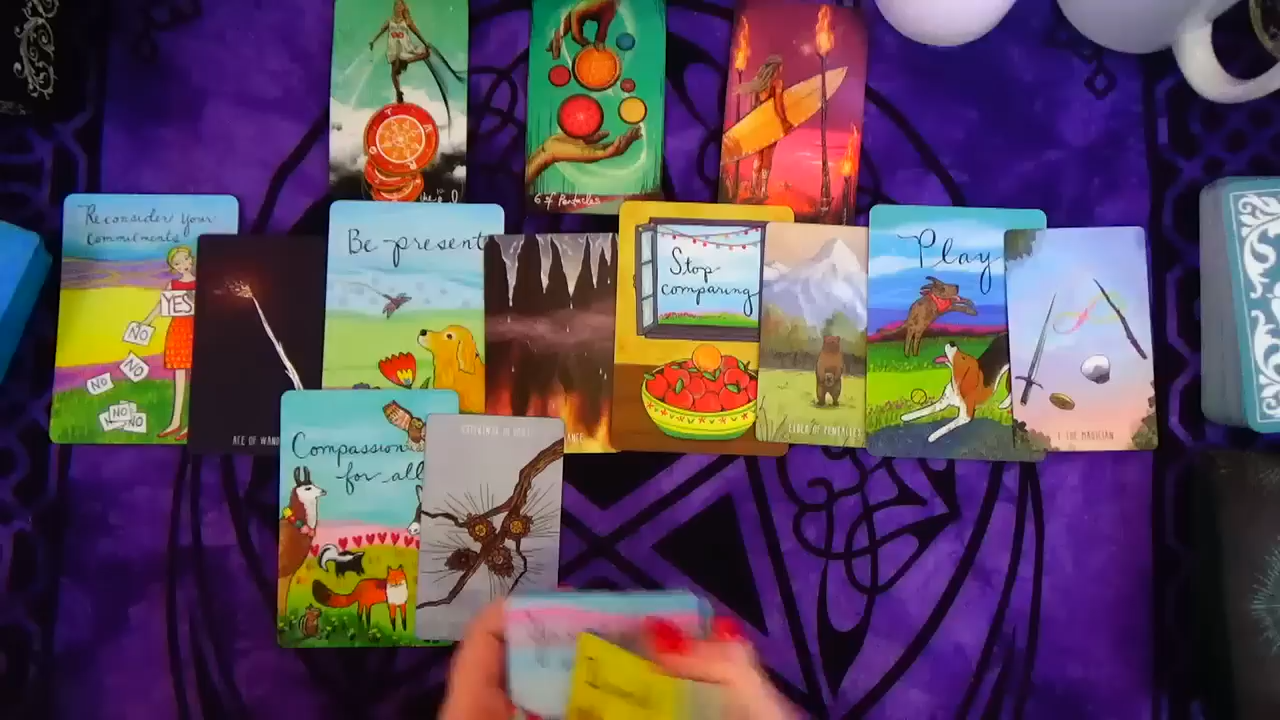 6 of Pentacles
Reconsider your
commitments
YES
NO
NO
NO
NO
NO
ACE OF WAND
Be present
Stop
comparing
ELDER OF PENTACLES
Play
I. THE MAGICIAN
Compassion
for all